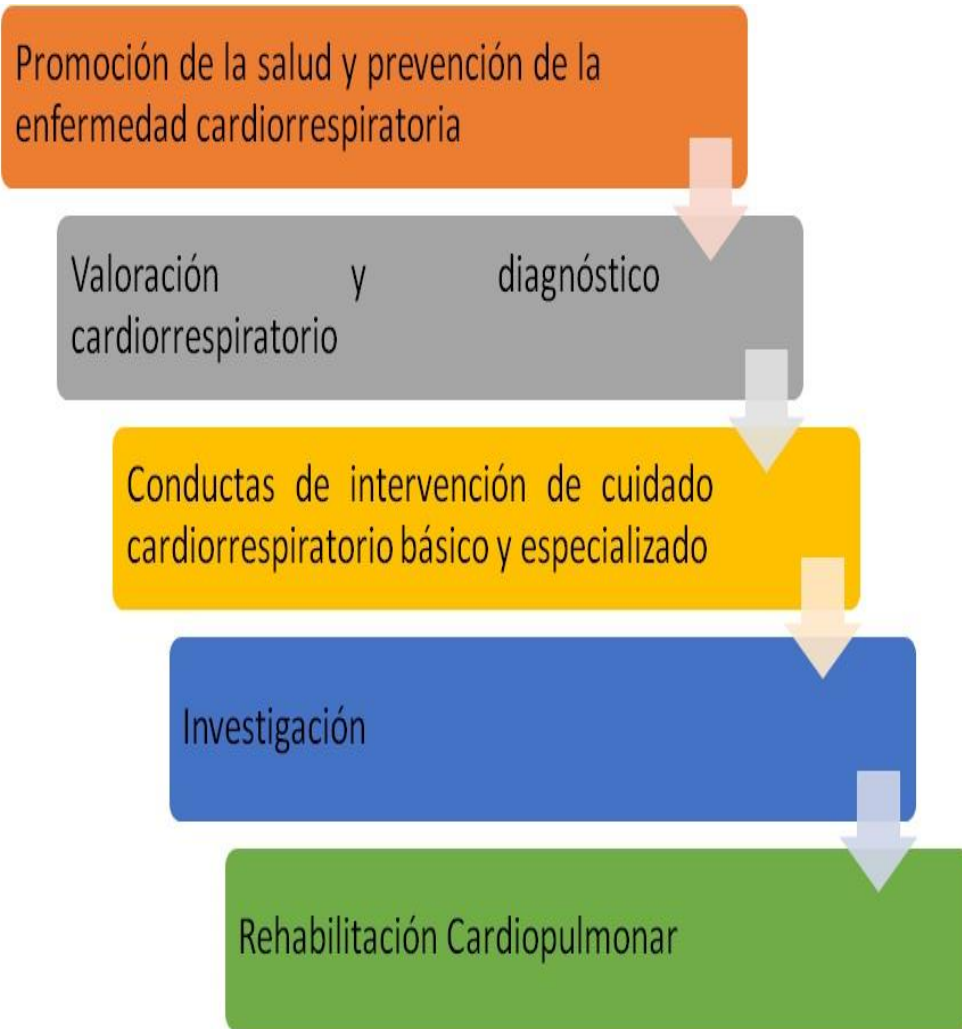 Promoción de la salud y prevención de la
enfermedad cardiorrespiratoria
Valoración y diagnóstico
cardiorrespiratorio
Conductas de intervención de cuidado
cardiorrespiratorio básico y especializado
Investigación
Rehabilitación Cardiopulmonar